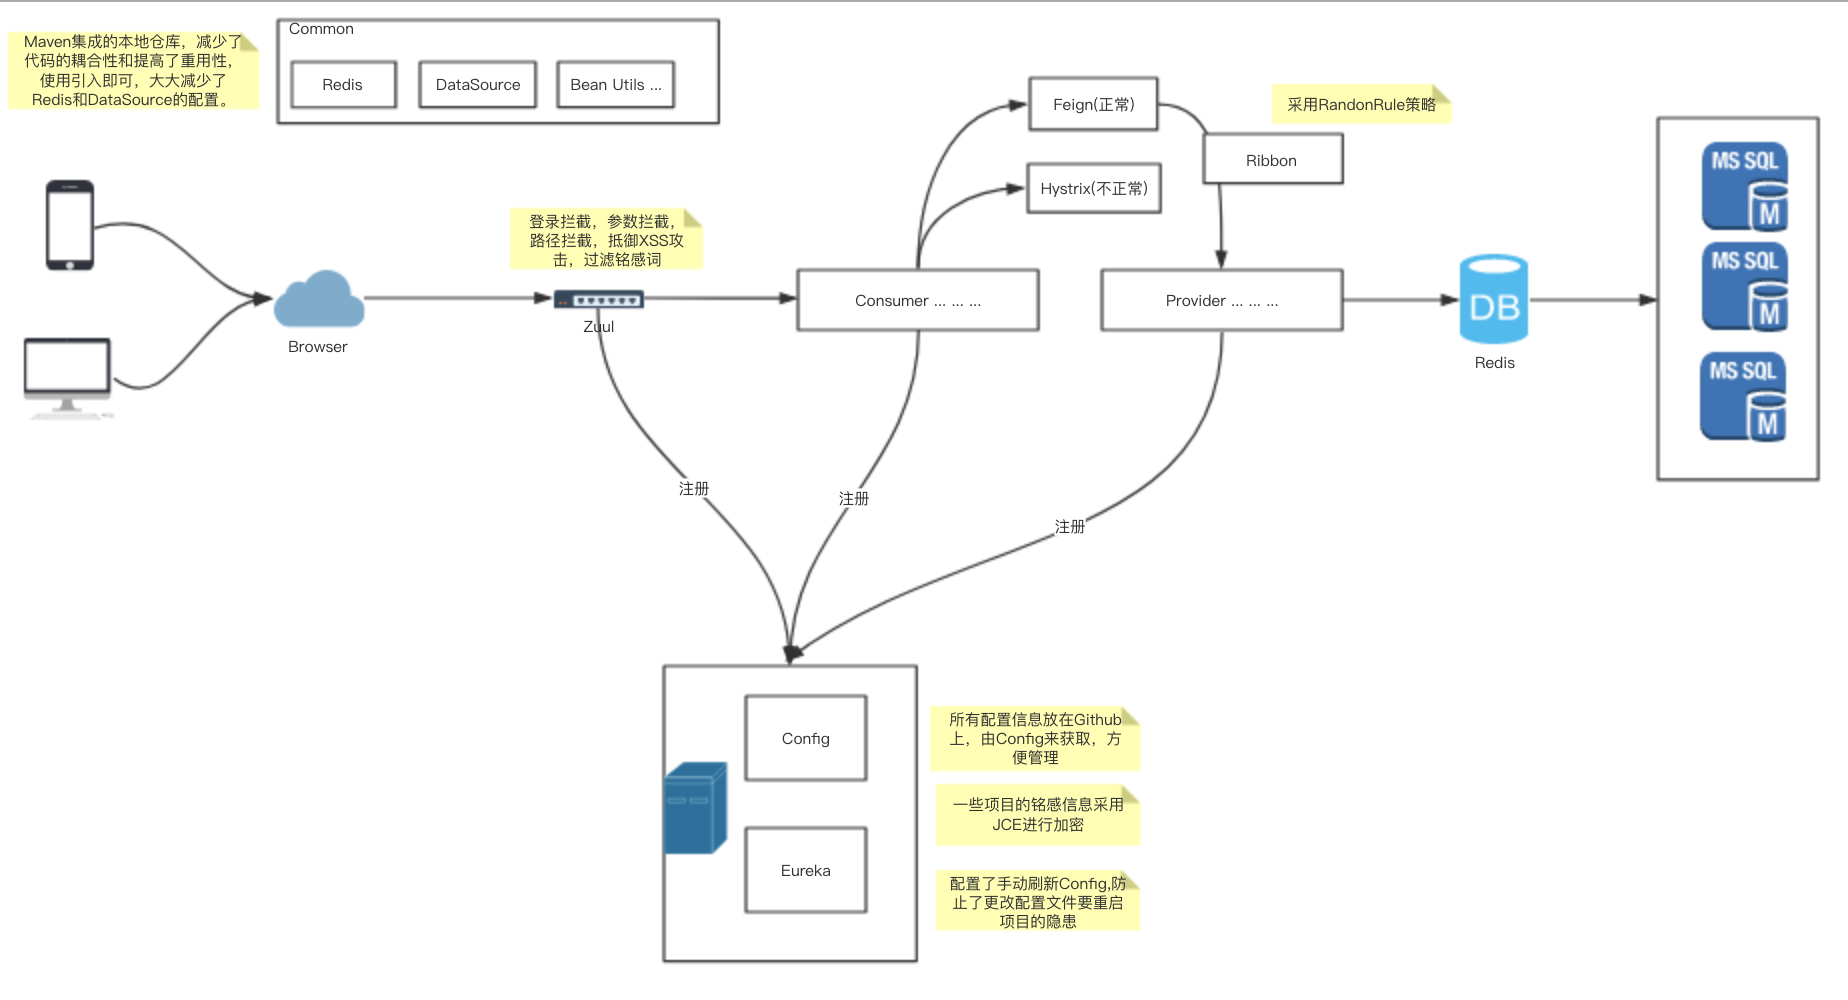 Maven集成的本地仓库，减少了
代码的耦合性和提高了重用性，
使用引入即可，大大减少了
Redis和DataSource的配置。
Common
Redis
DataSource
Bean Utils ...
Feign(正常)
采用RandonRule策略
Ribbon
Hystrix(不正常)
登录拦截，参数拦截，
路径拦截，抵御XSS攻
击，过滤铭感词
Browser
Zuul
Consumer ... ... ...
Provider ... ... ...
DB
Redis
MS SQL
M
MS SQL
M
MS SQL
M
注册
注册
注册
Config
Eureka
所有配置信息放在Github
上，由Config来获取，方
便管理
一些项目的铭感信息采用
JCE进行加密
配置了手动刷新Config,防
止了更改配置文件要重启
项目的隐患